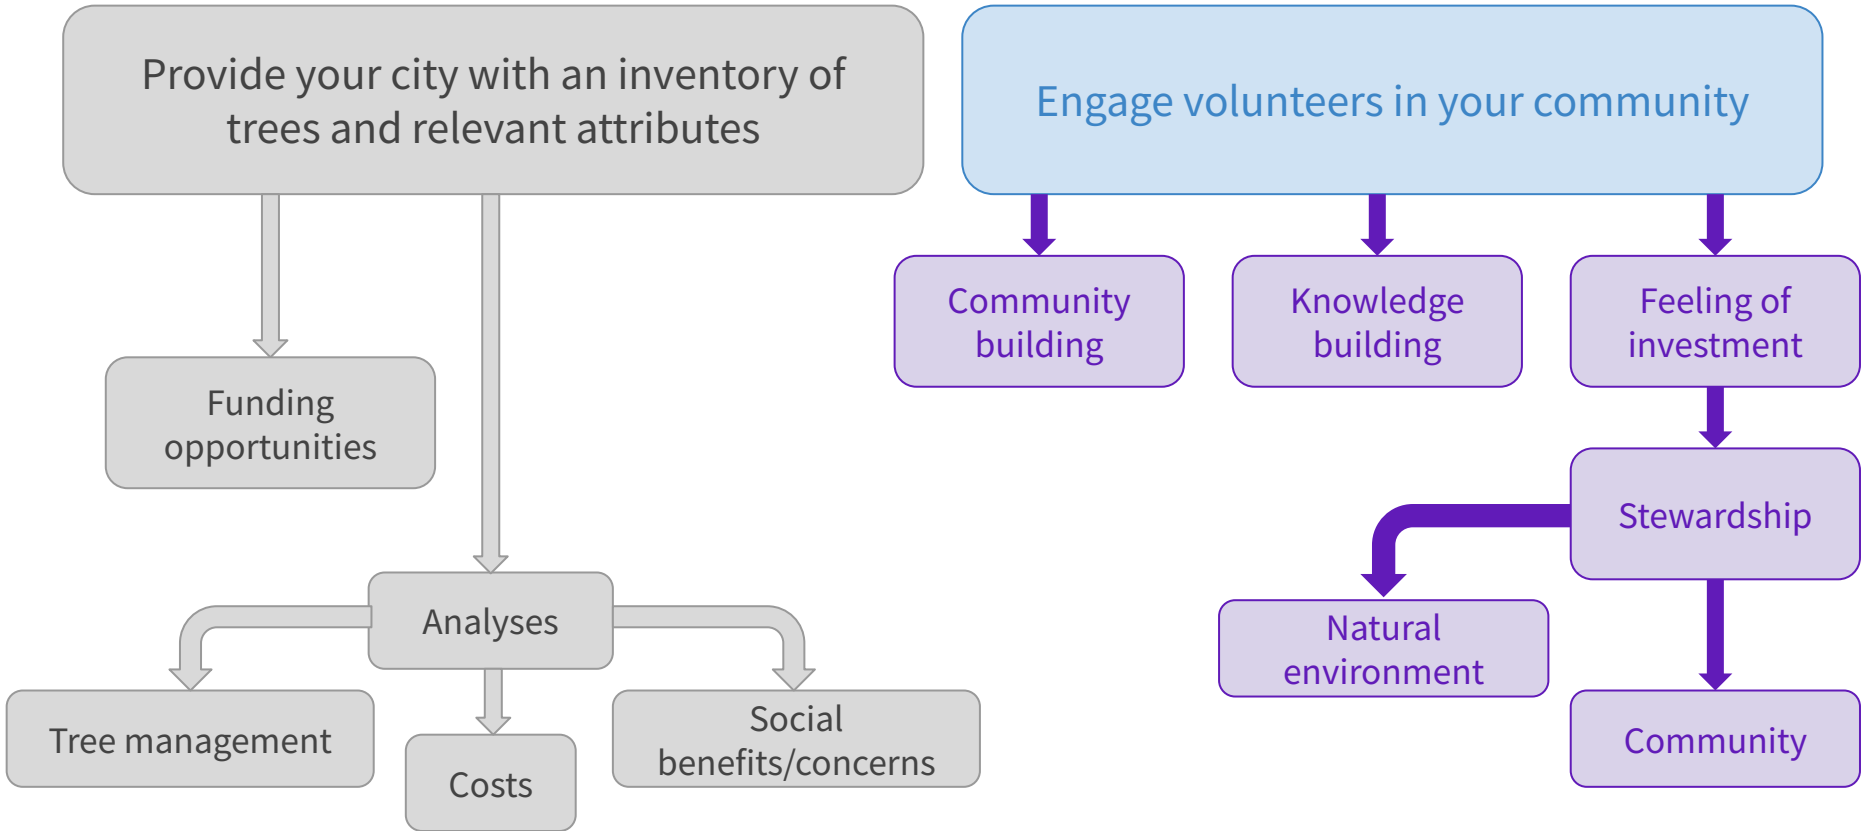 Provide your city with an inventory of
trees and relevant attributes
Engage volunteers in your community
Community
building
Knowledge
building
Feeling of
investment
Funding
opportunities
Stewardship
Analyses
Natural
environment
Tree management
Costs
Social
benefits/concerns
Community